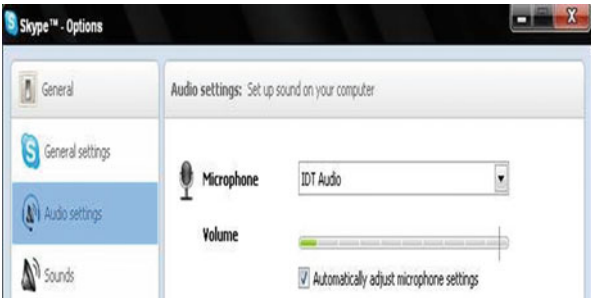 Skype™ - Options
General
Audio settings: Set up sound on your computer
General settings
Microphone
IDT Audio
Audio settings
Volume
Automatically adjust microphone settings
Sounds